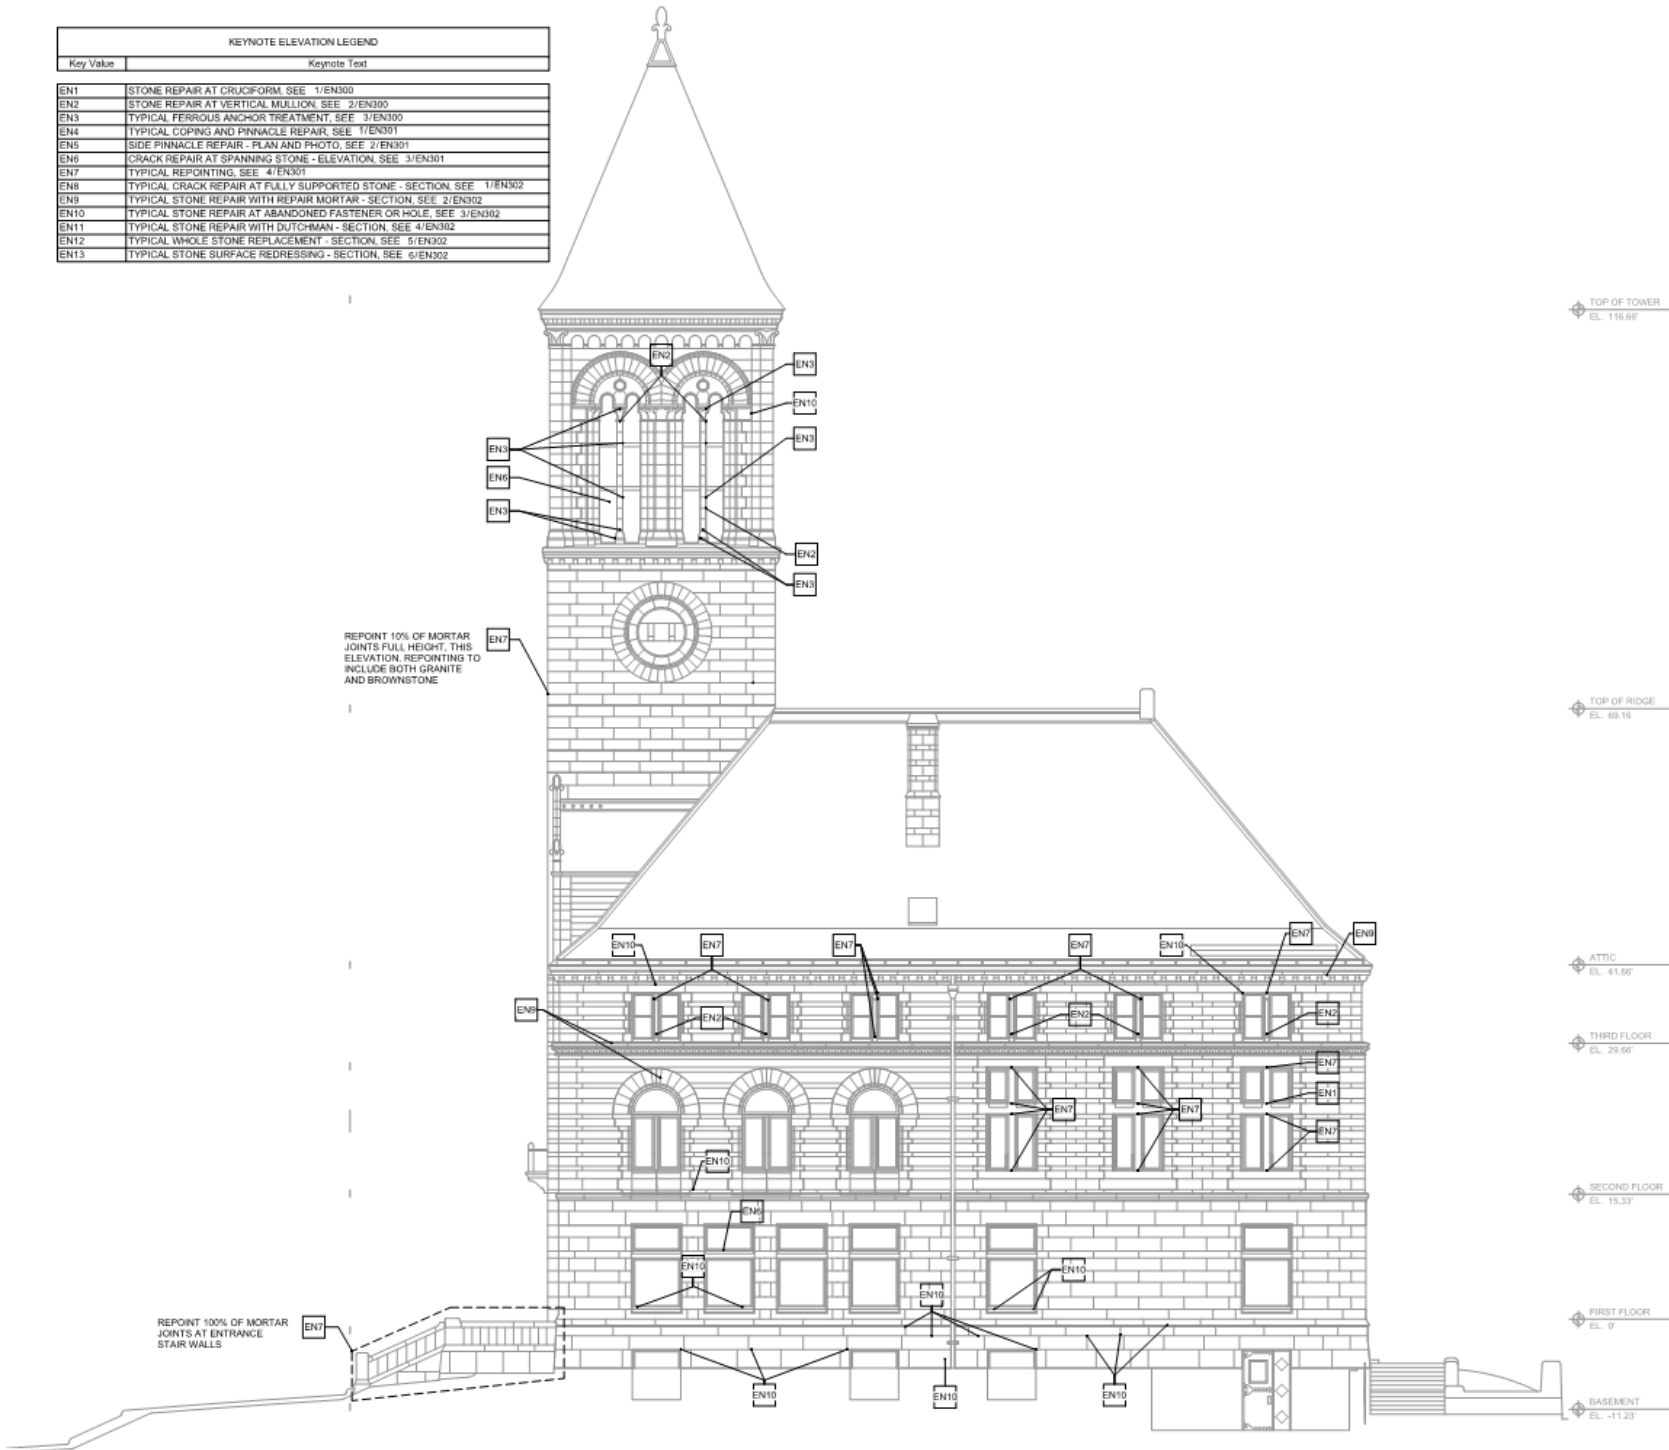 KEYNOTE ELEVATION LEGEND
Key Value Keynote Text
EN1 STONE REPAIR AT CRUCIFORM, SEE 1/EN300
EN2 STONE REPAIR AT VERTICAL MULLION, SEE 2/EN300
EN3 TYPICAL FERROUS ANCHOR TREATMENT, SEE 3/EN300
EN4 TYPICAL COPING AND PINNACLE REPAIR, SEE 1/EN301
EN5 SIDE PINNACLE REPAIR - PLAN AND PHOTO, SEE 2/EN301
EN6 CRACK REPAIR AT SPANNING STONE - ELEVATION, SEE 3/EN301
EN7 TYPICAL REPOINTING, SEE 4/EN301
EN8 TYPICAL CRACK REPAIR AT FULLY SUPPORTED STONE - SECTION, SEE 1/EN302
EN9 TYPICAL STONE REPAIR WITH REPAIR MORTAR - SECTION, SEE 2/EN302
EN10 TYPICAL STONE REPAIR AT ABANDONED FASTENER OR HOLE, SEE 3/EN302
EN11 TYPICAL STONE REPAIR WITH DUTCHMAN - SECTION, SEE 4/EN302
EN12 TYPICAL WHOLE STONE REPLACEMENT - SECTION, SEE 5/EN302
EN13 TYPICAL STONE SURFACE REDRESSING - SECTION, SEE 6/EN302
TOP OF TOWER
EL. 116.66'
EN2
EN3
EN10
EN3
EN3
EN6
EN3
EN2
EN3
REPOINT 10% OF MORTAR
JOINTS FULL HEIGHT, THIS
ELEVATION. REPOINTING TO
INCLUDE BOTH GRANITE
AND BROWNSTONE
EN7
TOP OF RIDGE
EL. 69.16
EN10 EN7 EN7 EN7 EN10 EN7 EN9
ATTIC
EL. 41.66'
EN9 EN2 EN2 EN2
THIRD FLOOR
EL. 29.66'
EN7
EN1
EN7 EN7
EN7
EN10
SECOND FLOOR
EL. 15.33'
EN6
EN10 EN10
EN10
FIRST FLOOR
EL. 0'
REPOINT 100% OF MORTAR
JOINTS AT ENTRANCE
STAIR WALLS
EN7
EN10 EN10 EN10
BASEMENT
EL. -11.23'